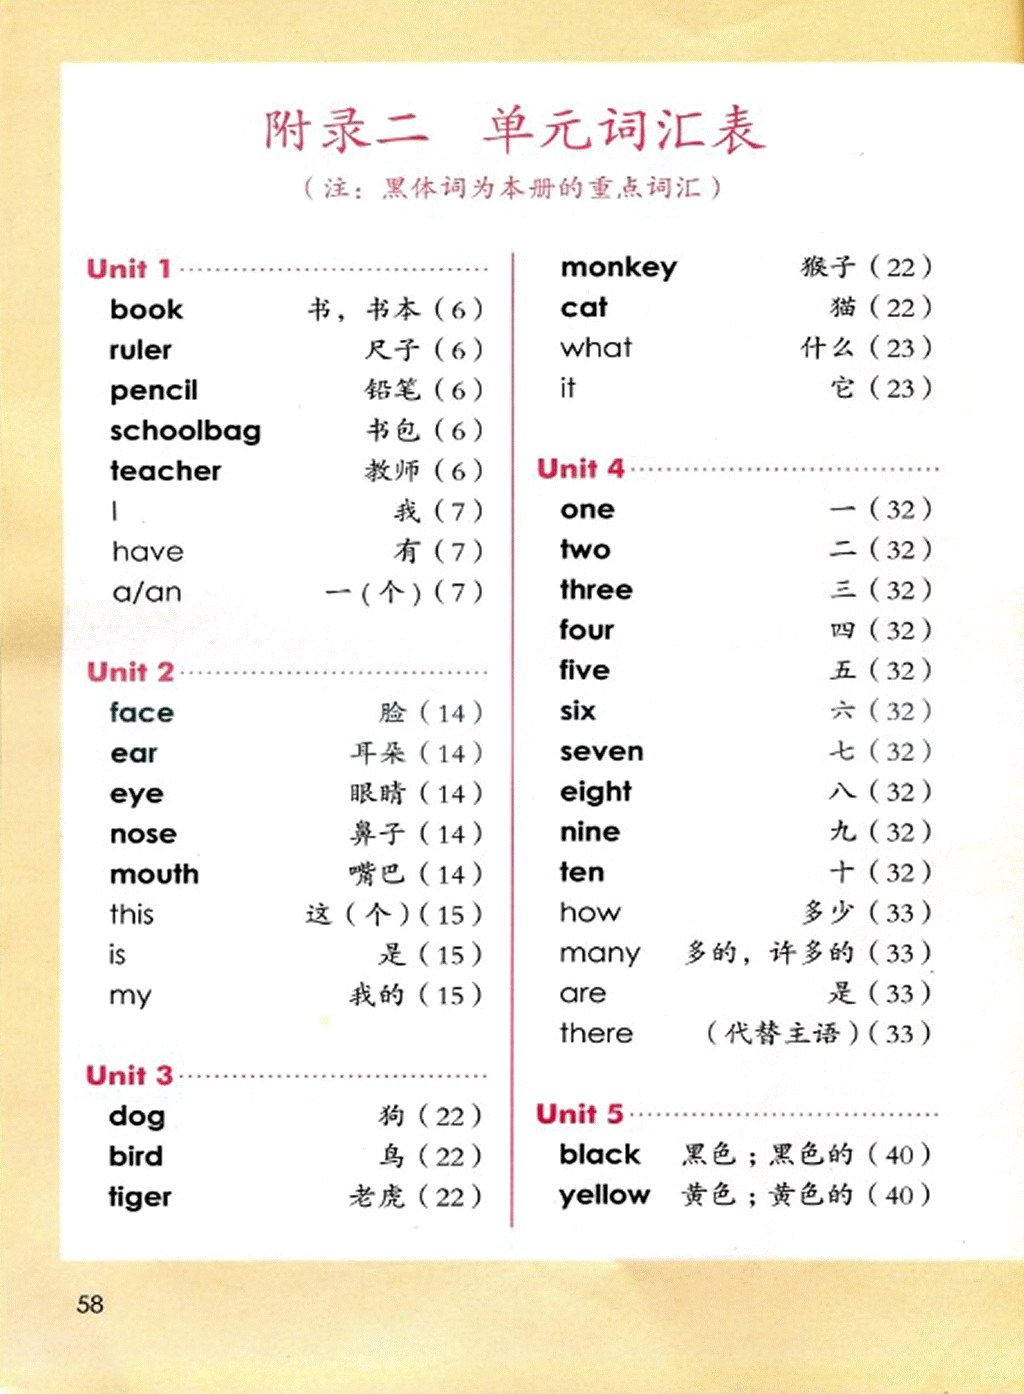 附录二 单元词汇表
（注：黑体词为本册的重点词汇）
Unit 1
book 书，书本（6）
ruler 尺子（6）
pencil 铅笔（6）
schoolbag 书包（6）
teacher 教师（6）
I 我（7）
have 有（7）
a/an 一(个)（7）
Unit 2
face 脸（14）
ear 耳朵（14）
eye 眼睛（14）
nose 鼻子（14）
mouth 嘴巴（14）
this 这（个）（15）
is 是（15）
my 我的（15）
Unit 3
dog 狗（22）
bird 鸟（22）
tiger 老虎（22）
monkey 猴子（22）
cat 猫（22）
what 什么（23）
it 它（23）
Unit 4
one 一（32）
two 二（32）
three 三（32）
four 四（32）
five 五（32）
six 六（32）
seven 七（32）
eight 八（32）
nine 九（32）
ten 十（32）
how 多少（33）
many 多的，许多的（33）
are 是（33）
there （代替主语）（33）
Unit 5
black 黑色；黑色的（40）
yellow 黄色；黄色的（40）
58